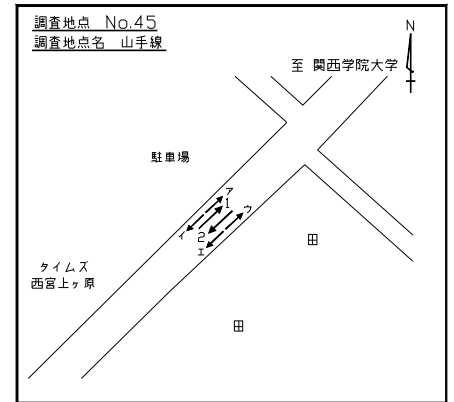 調査地点 No.45
調査地点名 山手線
N
至 関西学院大学
駐車場
ア
1
ウ
イ
2
エ
田
タイムズ
西宮上ヶ原
田